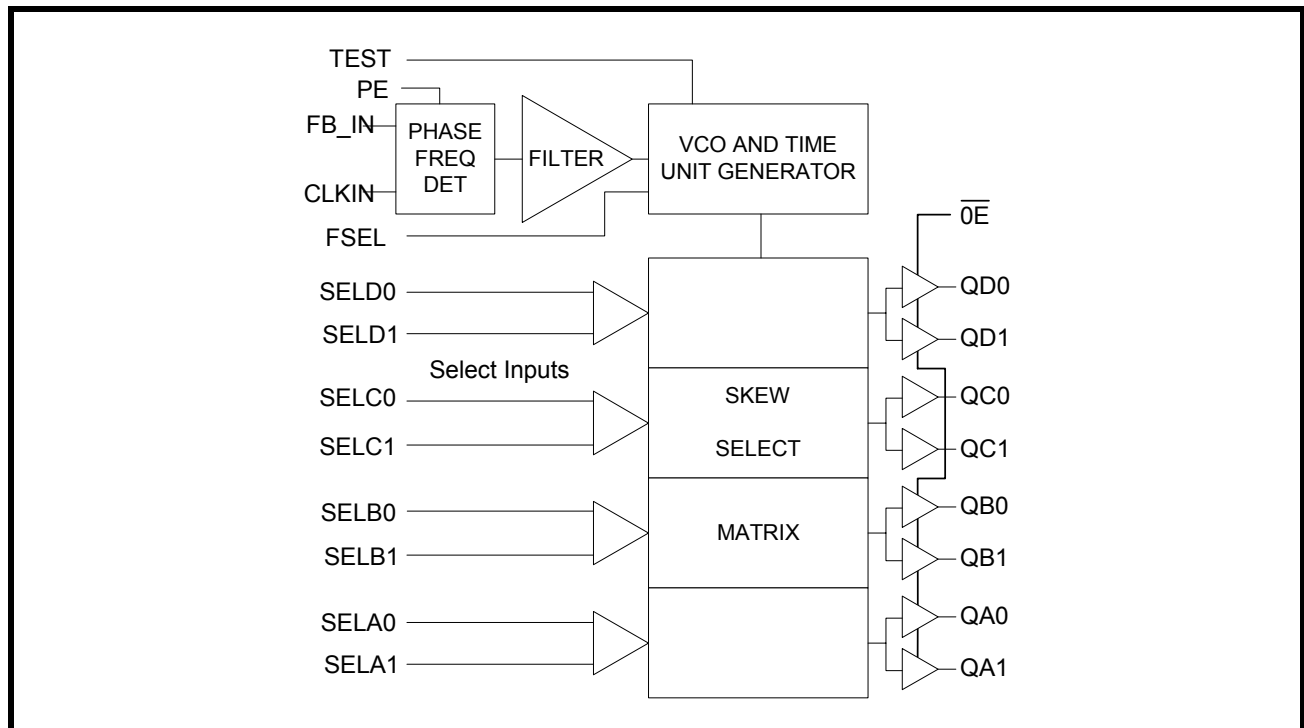 TEST
PE
FB_IN
CLKIN
FSEL
PHASE
FREQ
DET
FILTER
VCO AND TIME
UNIT GENERATOR
0E
SELD0
SELD1
Select Inputs
SELC0
SELC1
SELB0
SELB1
SELA0
SELA1
SKEW
SELECT
MATRIX
QD0
QD1
QC0
QC1
QB0
QB1
QA0
QA1